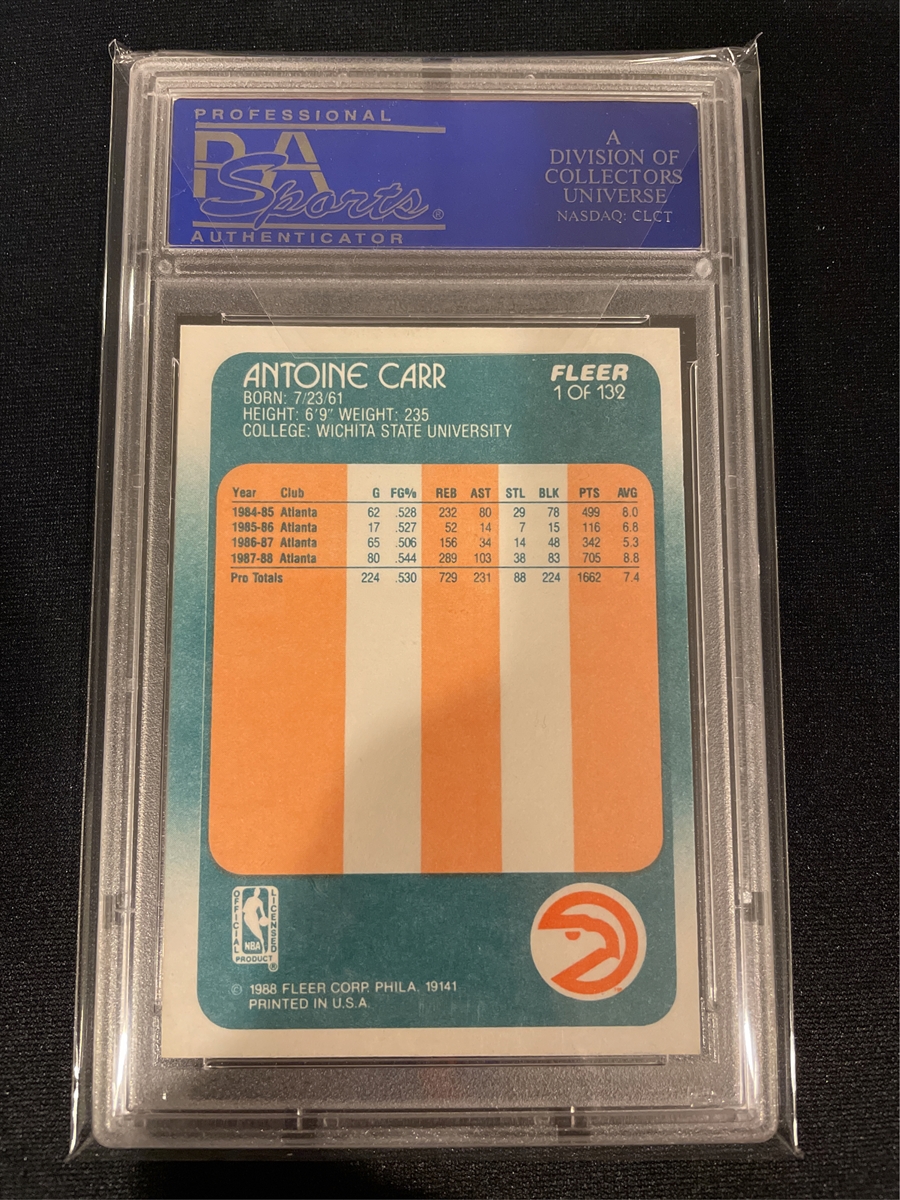 PROFESSIONAL
PSA
Sports®
AUTHENTICATOR
A
DIVISION OF
COLLECTORS
UNIVERSE
NASDAQ: CLCT
ANTOINE CARR
BORN: 7/23/61
HEIGHT: 6'9" WEIGHT: 235
COLLEGE: WICHITA STATE UNIVERSITY
FLEER
1 OF 132
Year Club G FG% REB AST STL BLK PTS AVG
1984-85 Atlanta 62 .528 232 80 29 78 499 8.0
1985-86 Atlanta 17 .527 52 14 7 15 116 6.8
1986-87 Atlanta 65 .506 156 34 14 48 342 5.3
1987-88 Atlanta 80 .544 289 103 38 83 705 8.8
Pro Totals 224 .530 729 231 88 224 1662 7.4
OFFICIAL
NBA
LICENSED
PRODUCT ®
© 1988 FLEER CORP. PHILA. 19141
PRINTED IN U.S.A.